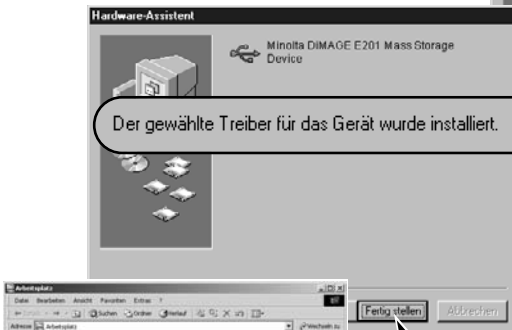 Hardware-Assistent
Minolta DiMAGE E201 Mass Storage
Device
Der gewählte Treiber für das Gerät wurde installiert.
Fertig stellen
Abbrechen
Arbeitsplatz
Datei Bearbeiten Ansicht Favoriten Extras ?
Suchen Ordner Verlauf
Adresse Arbeitsplatz Wechseln zu